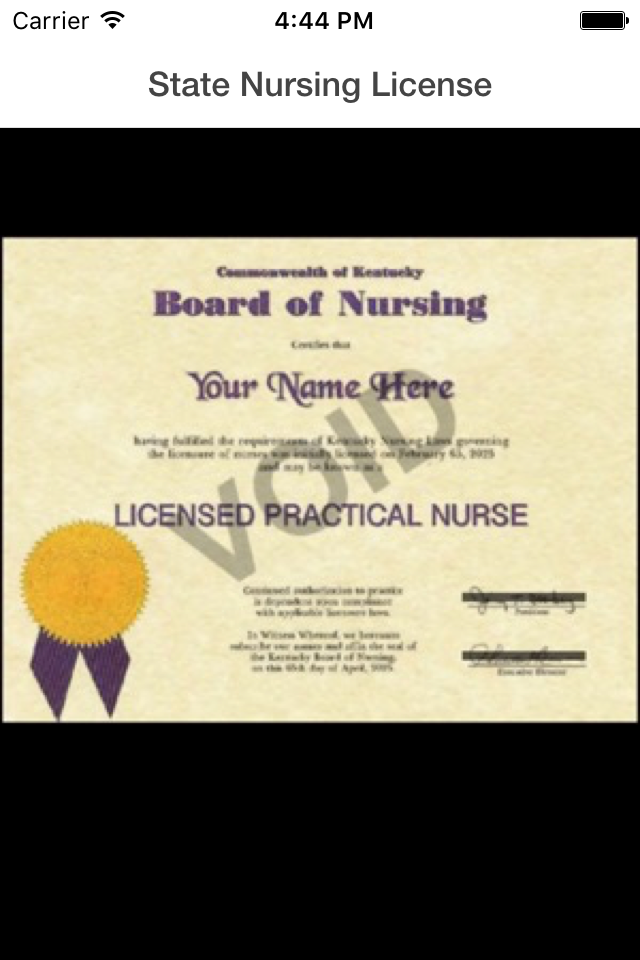 Carrier 4:44 PM
State Nursing License
Commonwealth of Kentucky
Board of Nursing
Certifies that
Your Name Here
having fulfilled the requirements of Kentucky Nursing Laws governing
the licensure of nurses was initially licensed on February 65, 2025
and may be known as a
VOID
LICENSED PRACTICAL NURSE
Continued authorization to practice
is dependent upon compliance
with applicable licensure laws.
President
In Witness Whereof, we hereunto
subscribe our names and affix the seal of
the Kentucky Board of Nursing,
on this 65th day of April, 2025
Executive Director